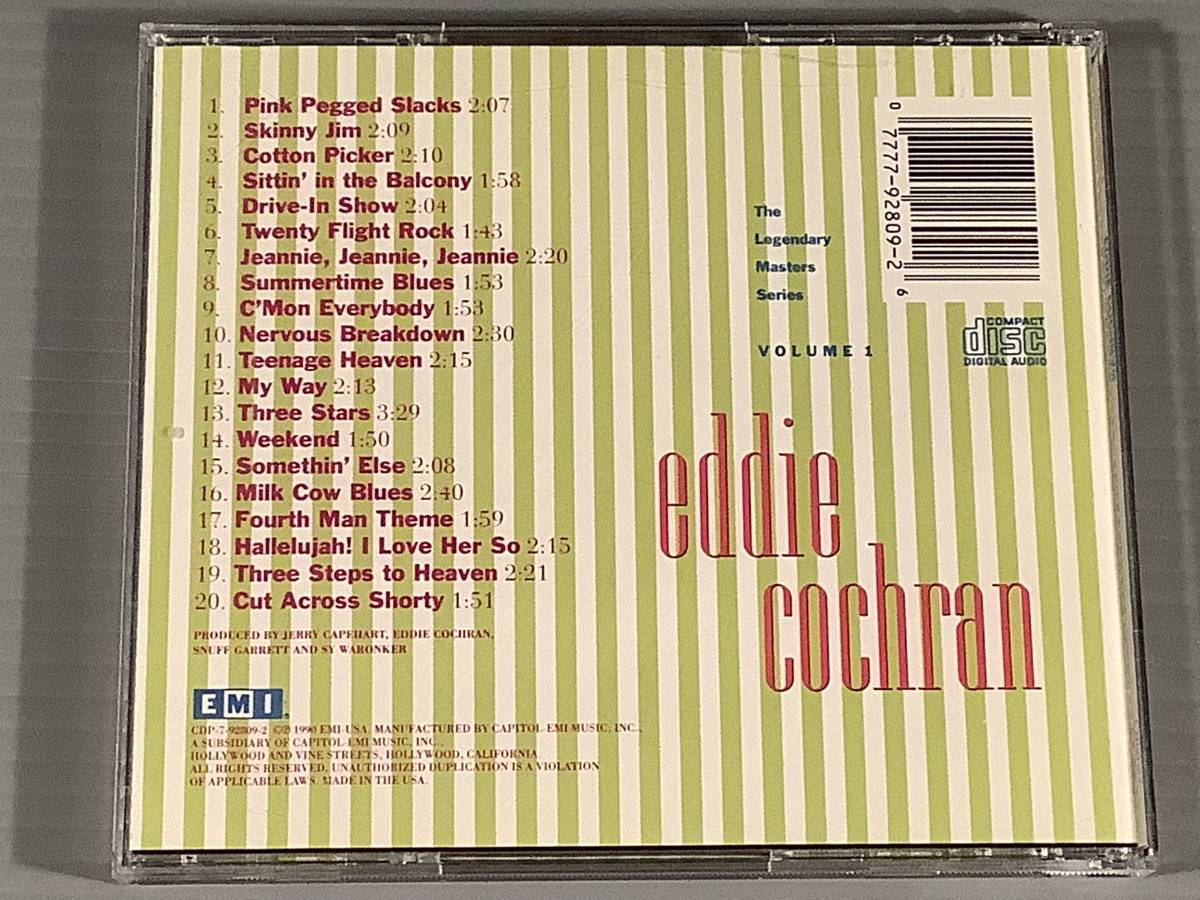 1. Pink Pegged Slacks 2:07
2. Skinny Jim 2:09
3. Cotton Picker 2:10
4. Sittin' in the Balcony 1:58
5. Drive-In Show 2:04
6. Twenty Flight Rock 1:43
7. Jeannie, Jeannie, Jeannie 2:20
8. Summertime Blues 1:53
9. C'Mon Everybody 1:53
10. Nervous Breakdown 2:30
11. Teenage Heaven 2:15
12. My Way 2:13
13. Three Stars 3:29
14. Weekend 1:50
15. Somethin' Else 2:08
16. Milk Cow Blues 2:40
17. Fourth Man Theme 1:59
18. Hallelujah! I Love Her So 2:15
19. Three Steps to Heaven 2:21
20. Cut Across Shorty 1:51
PRODUCED BY JERRY CAPEHART, EDDIE COCHRAN,
SNUFF GARRETT AND SY WARONKER
EMI
CDP-7-92809-2 ©℗ 1990 EMI-USA, MANUFACTURED BY CAPITOL-EMI MUSIC, INC.,
A SUBSIDIARY OF CAPITOL-EMI MUSIC, INC.,
HOLLYWOOD AND VINE STREETS, HOLLYWOOD, CALIFORNIA.
ALL RIGHTS RESERVED. UNAUTHORIZED DUPLICATION IS A VIOLATION
OF APPLICABLE LAWS. MADE IN THE USA.
The
Legendary
Masters
Series
VOLUME 1
0 7777-92809-2 6
COMPACT
disc
DIGITAL AUDIO
eddie
cochran